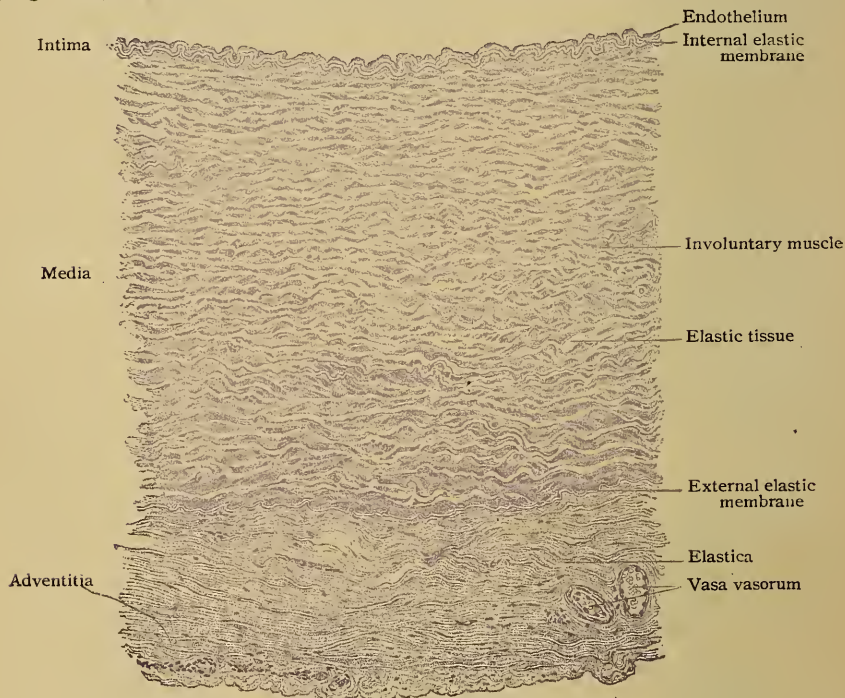 Endothelium
Intima
Internal elastic
membrane
Involuntary muscle
Media
Elastic tissue
External elastic
membrane
Elastica
Adventitia
Vasa vasorum